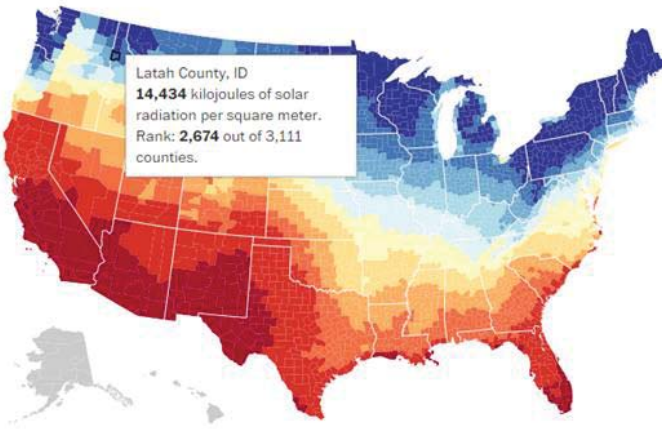 Latah County, ID
14,434 kilojoules of solar
radiation per square meter.
Rank: 2,674 out of 3,111
counties.